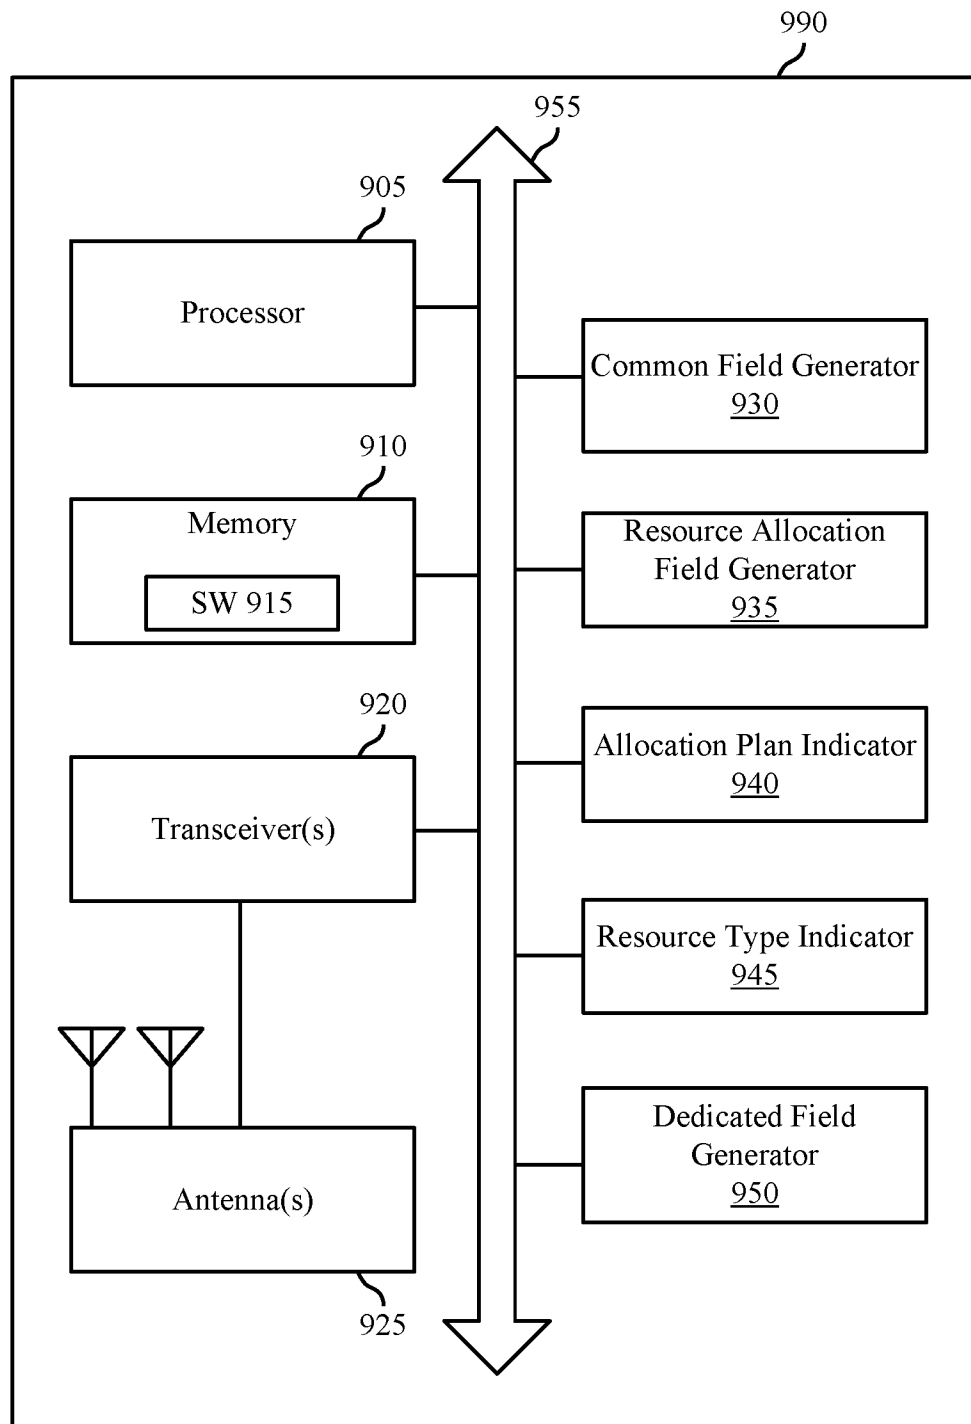 990
955
905
Processor
Common Field Generator
930
910
Memory
SW 915
Resource Allocation
Field Generator
935
920
Transceiver(s)
Allocation Plan Indicator
940
Resource Type Indicator
945
Dedicated Field
Generator
950
Antenna(s)
925